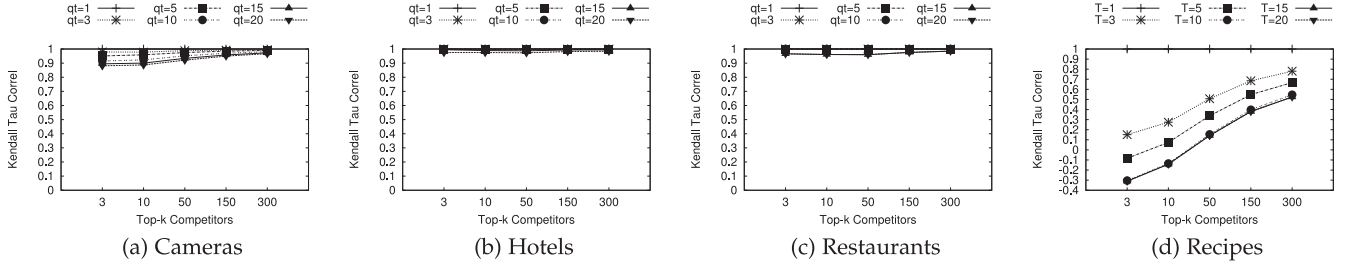 qt=1 qt=5 qt=15
qt=3 qt=10 qt=20
Kendall Tau Correl
1
0.9
0.8
0.7
0.6
0.5
0.4
0.3
0.2
0.1
0
3 10 50 150 300
Top-k Competitors
(a) Cameras
qt=1 qt=5 qt=15
qt=3 qt=10 qt=20
Kendall Tau Correl
1
0.9
0.8
0.7
0.6
0.5
0.4
0.3
0.2
0.1
0
3 10 50 150 300
Top-k Competitors
(b) Hotels
qt=1 qt=5 qt=15
qt=3 qt=10 qt=20
Kendall Tau Correl
1
0.9
0.8
0.7
0.6
0.5
0.4
0.3
0.2
0.1
0
3 10 50 150 300
Top-k Competitors
(c) Restaurants
T=1 T=5 T=15
T=3 T=10 T=20
Kendall Tau Correl
1
0.9
0.8
0.7
0.6
0.5
0.4
0.3
0.2
0.1
0
-0.1
-0.2
-0.3
-0.4
3 10 50 150 300
Top-k Competitors
(d) Recipes